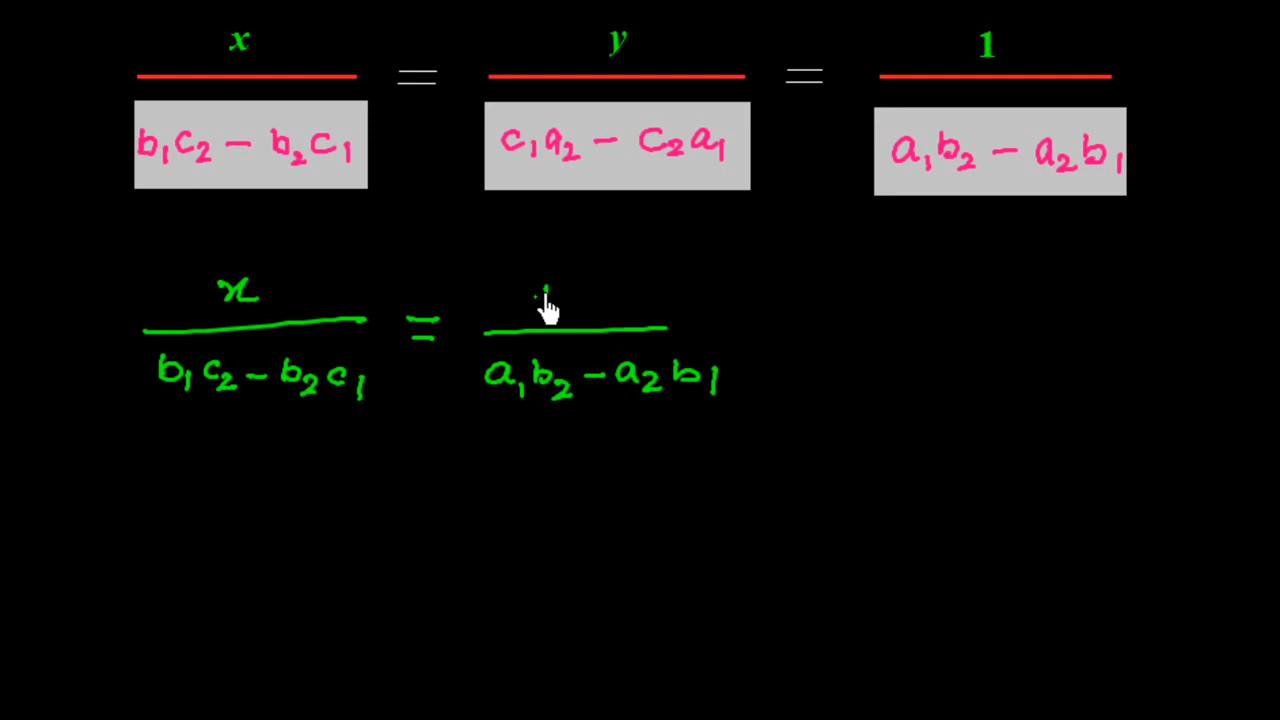 x/(b₁c₂ − b₂c₁) = y/(c₁a₂ − c₂a₁) = 1/(a₁b₂ − a₂b₁)
x/(b₁c₂ − b₂c₁) = /(a₁b₂ − a₂b₁)